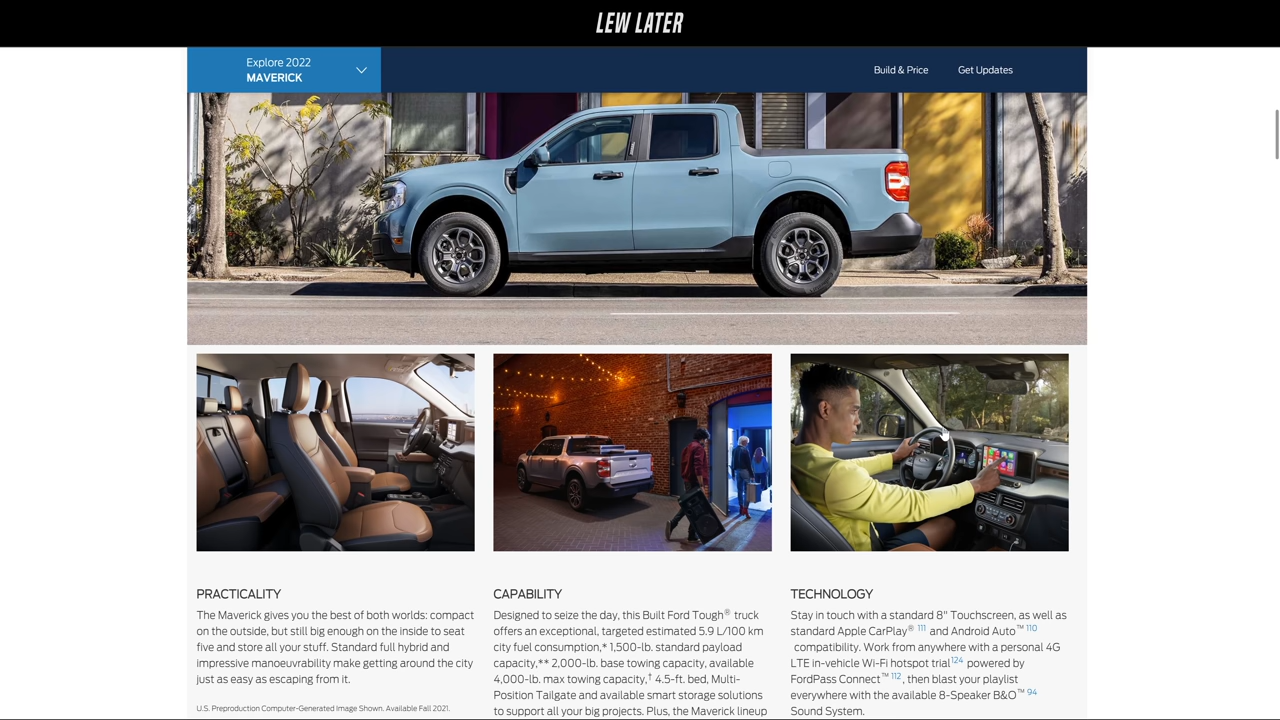 LEW LATER
Explore 2022
MAVERICK
Build & Price
Get Updates
PRACTICALITY
The Maverick gives you the best of both worlds: compact
on the outside, but still big enough on the inside to seat
five and store all your stuff. Standard full hybrid and
impressive manoeuvrability make getting around the city
just as easy as escaping from it.
U.S. Preproduction Computer-Generated Image Shown. Available Fall 2021.
CAPABILITY
Designed to seize the day, this Built Ford Tough® truck
offers an exceptional, targeted estimated 5.9 L/100 km
city fuel consumption,* 1,500-lb. standard payload
capacity,** 2,000-lb. base towing capacity, available
4,000-lb. max towing capacity,† 4.5-ft. bed, Multi-
Position Tailgate and available smart storage solutions
to support all your big projects. Plus, the Maverick lineup
TECHNOLOGY
Stay in touch with a standard 8" Touchscreen, as well as
standard Apple CarPlay® 111 and Android Auto™ 110
compatibility. Work from anywhere with a personal 4G
LTE in-vehicle Wi-Fi hotspot trial124 powered by
FordPass Connect™ 112, then blast your playlist
everywhere with the available 8-Speaker B&O™ 94
Sound System.